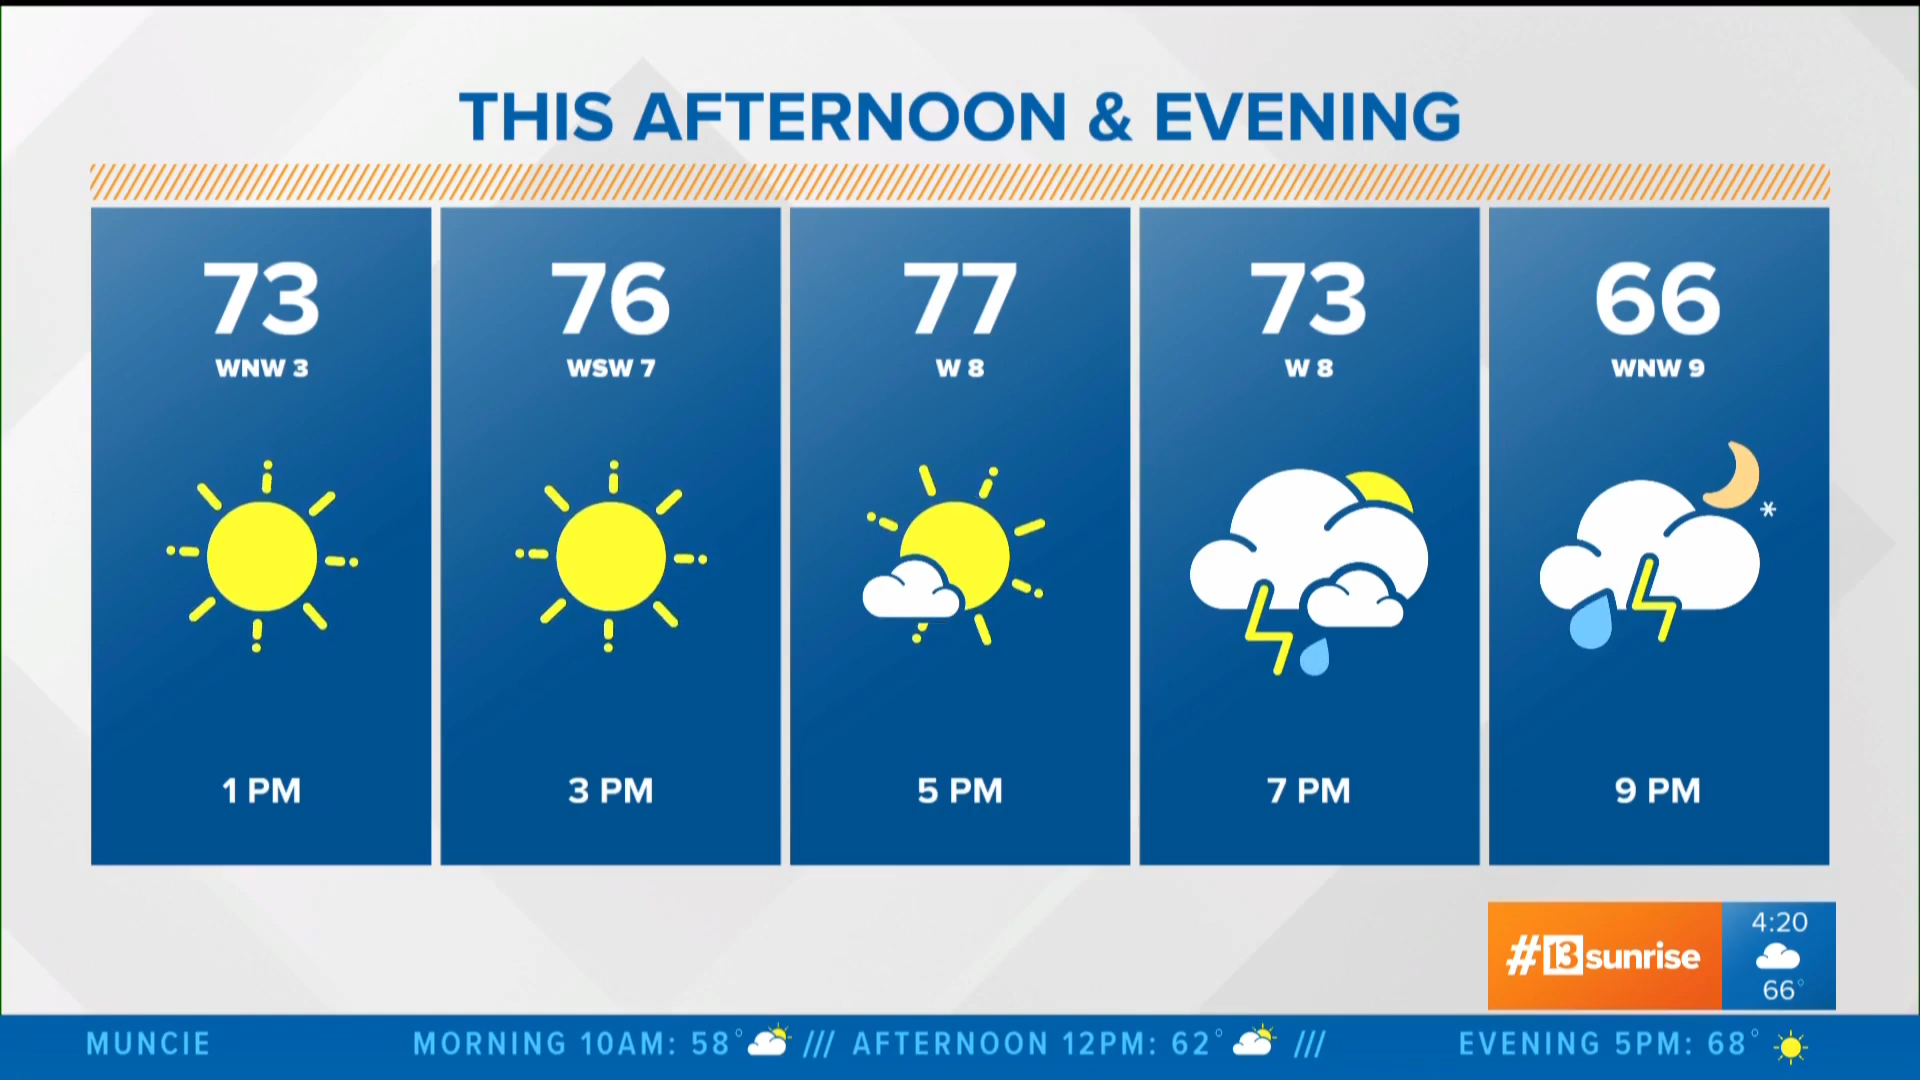 THIS AFTERNOON & EVENING
73
WNW 3
1 PM
76
WSW 7
3 PM
77
W 8
5 PM
73
W 8
7 PM
66
WNW 9
9 PM
#13sunrise
4:20
66°
MUNCIE MORNING 10AM: 58° /// AFTERNOON 12PM: 62° /// EVENING 5PM: 68°